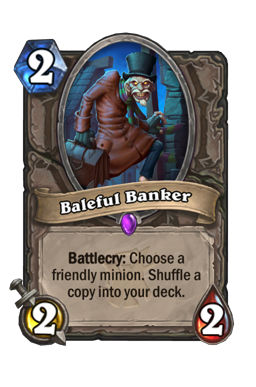 2
Baleful Banker
Battlecry: Choose a
friendly minion. Shuffle a
copy into your deck.
2
2